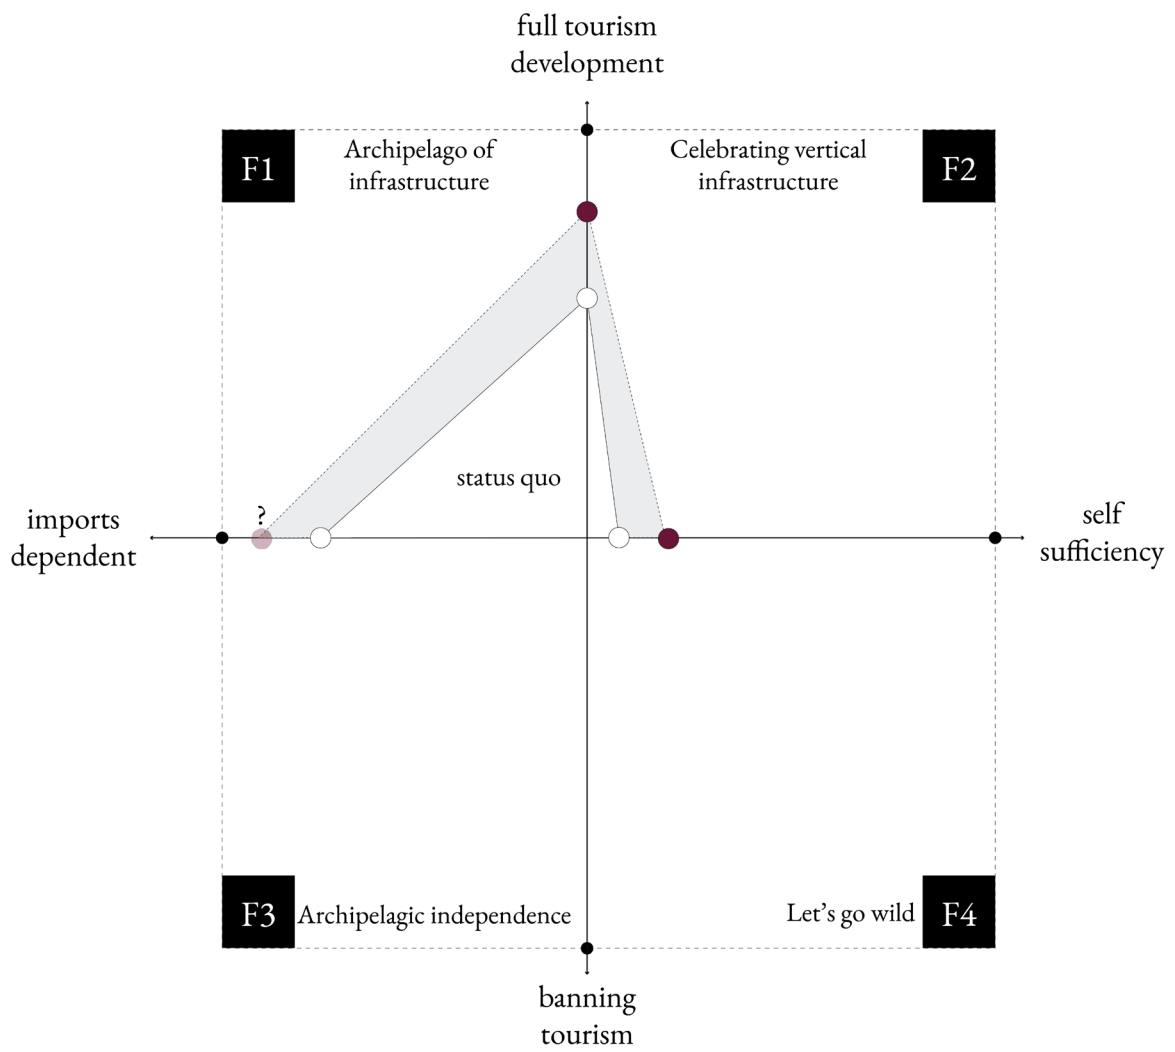 full tourism
development
F1
Archipelago of
infrastructure
Celebrating vertical
infrastructure
F2
status quo
?
imports
dependent
self
sufficiency
F3
Archipelagic independence
Let’s go wild
F4
banning
tourism